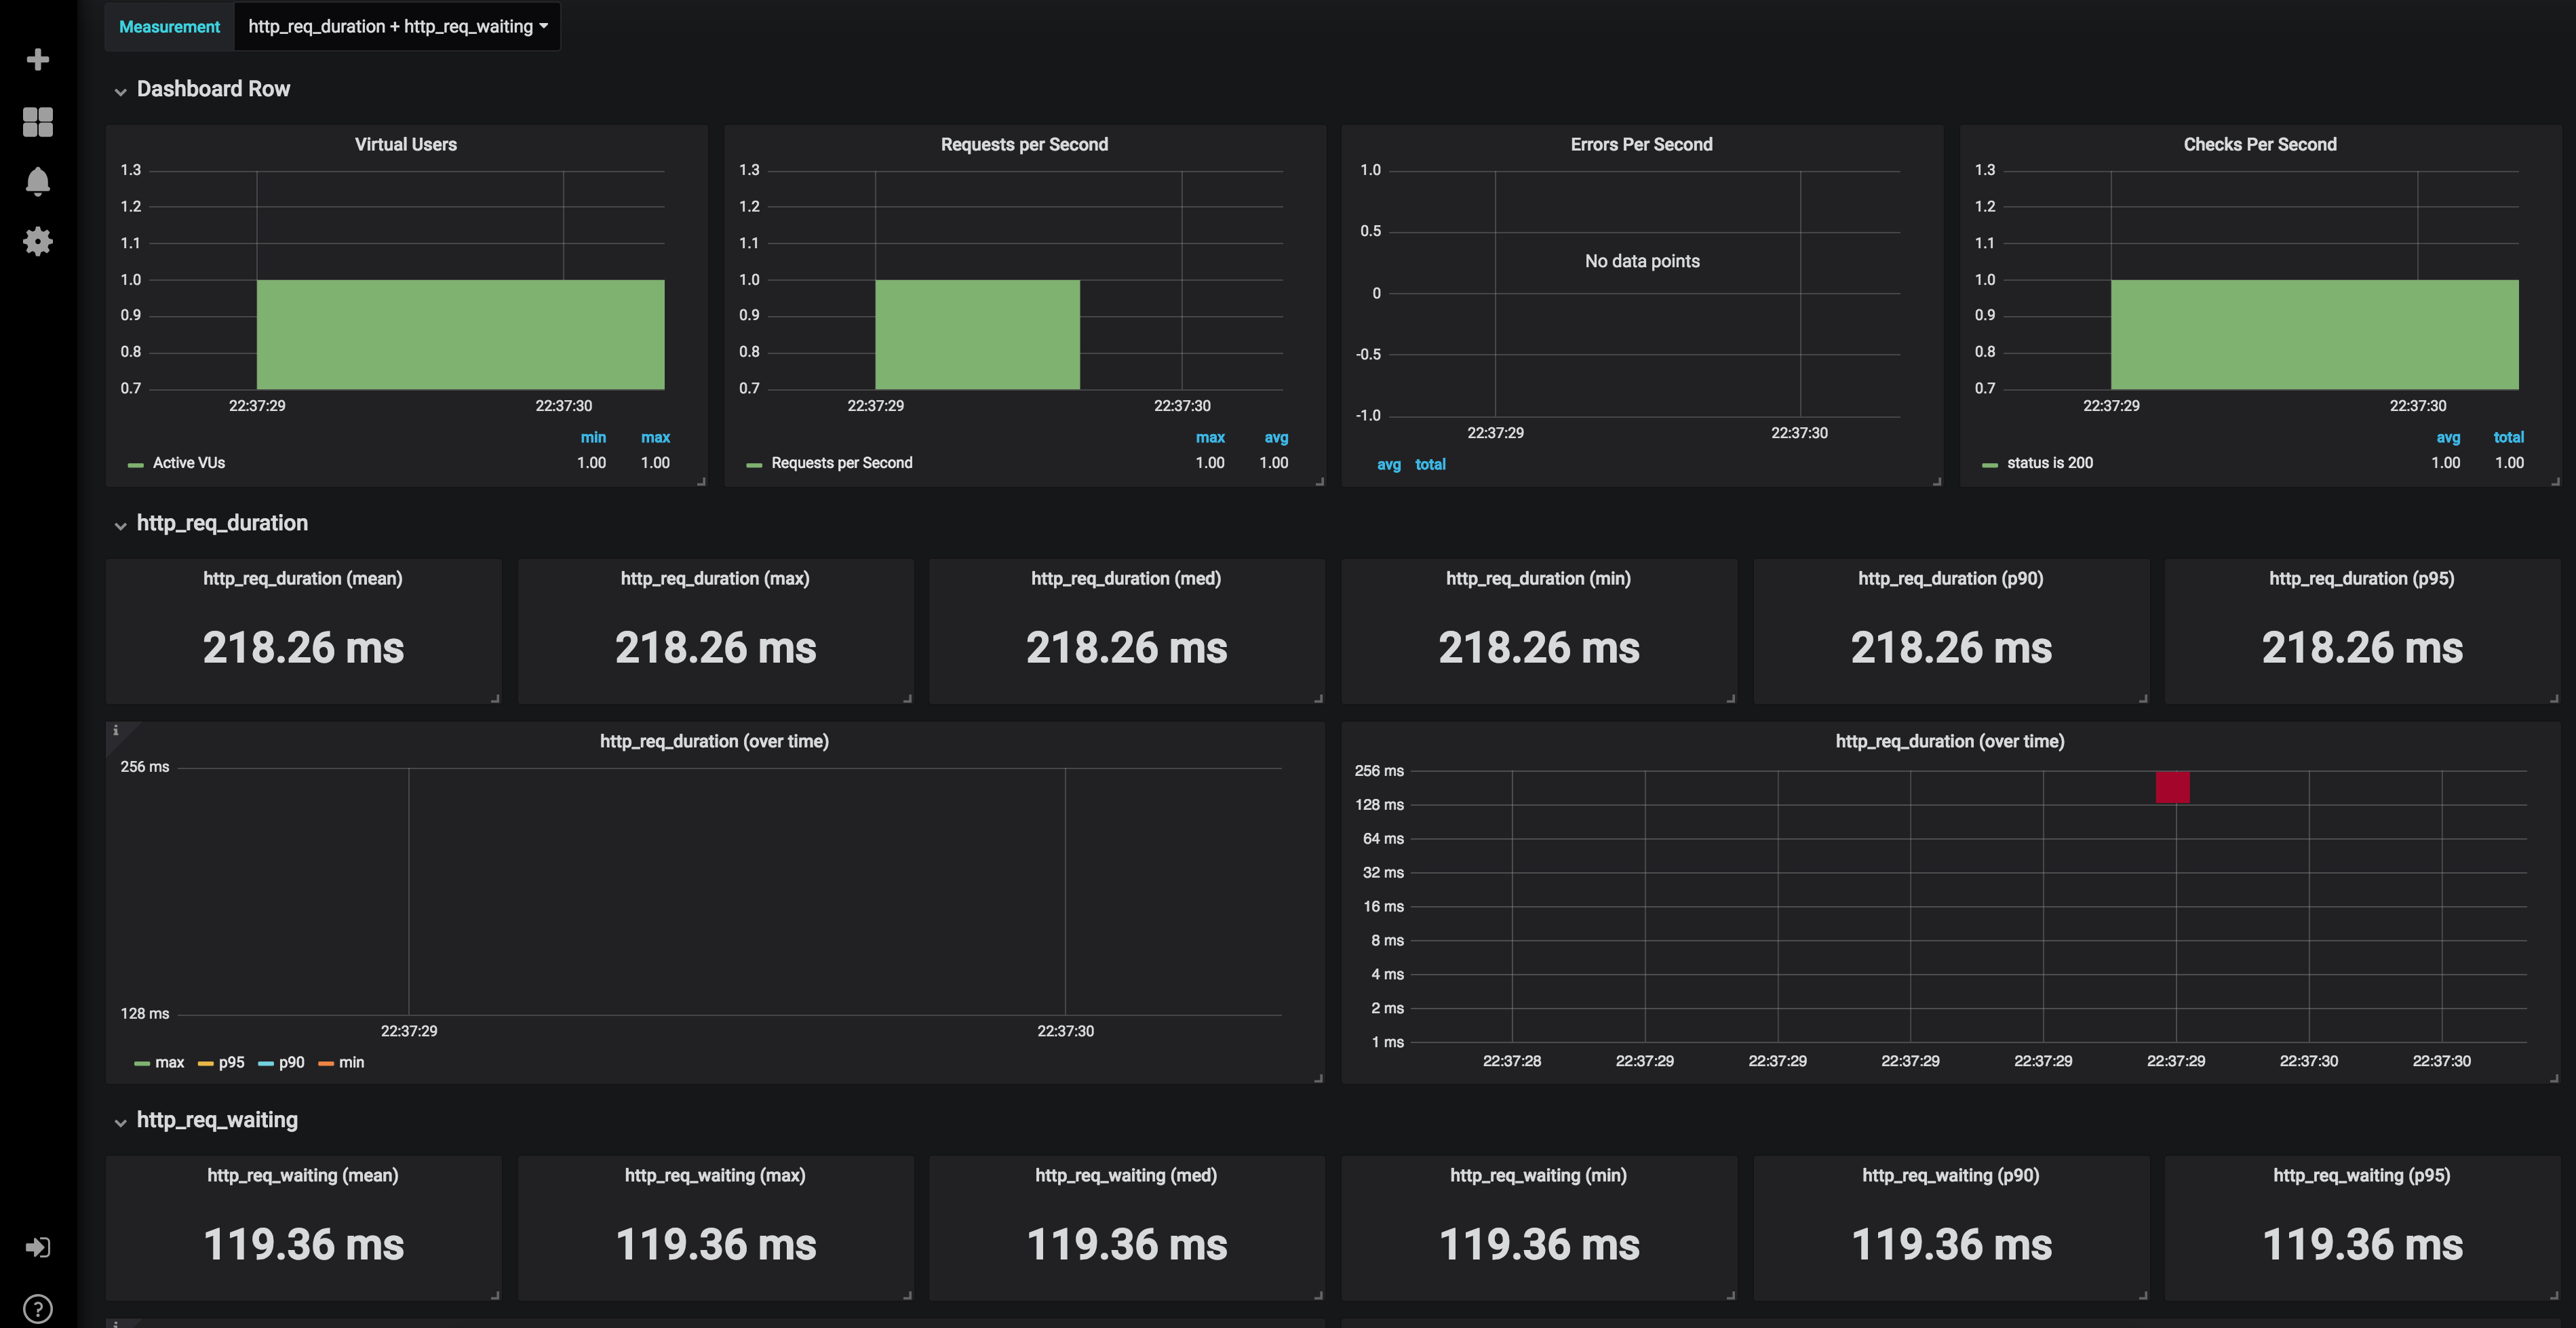 Measurement http_req_duration + http_req_waiting
Dashboard Row
Virtual Users
1.3
1.2
1.1
1.0
0.9
0.8
0.7
22:37:29 22:37:30
min max
Active VUs 1.00 1.00
Requests per Second
1.3
1.2
1.1
1.0
0.9
0.8
0.7
22:37:29 22:37:30
max avg
Requests per Second 1.00 1.00
Errors Per Second
1.0
0.5
No data points
0
-0.5
-1.0
22:37:29 22:37:30
avg total
Checks Per Second
1.3
1.2
1.1
1.0
0.9
0.8
0.7
22:37:29 22:37:30
avg total
status is 200 1.00 1.00
http_req_duration
http_req_duration (mean)
218.26 ms
http_req_duration (max)
218.26 ms
http_req_duration (med)
218.26 ms
http_req_duration (min)
218.26 ms
http_req_duration (p90)
218.26 ms
http_req_duration (p95)
218.26 ms
i
http_req_duration (over time)
256 ms
128 ms
22:37:29 22:37:30
max p95 p90 min
http_req_duration (over time)
256 ms
128 ms
64 ms
32 ms
16 ms
8 ms
4 ms
2 ms
1 ms
22:37:28 22:37:29 22:37:29 22:37:29 22:37:29 22:37:29 22:37:30 22:37:30
http_req_waiting
http_req_waiting (mean)
119.36 ms
http_req_waiting (max)
119.36 ms
http_req_waiting (med)
119.36 ms
http_req_waiting (min)
119.36 ms
http_req_waiting (p90)
119.36 ms
http_req_waiting (p95)
119.36 ms
?
i